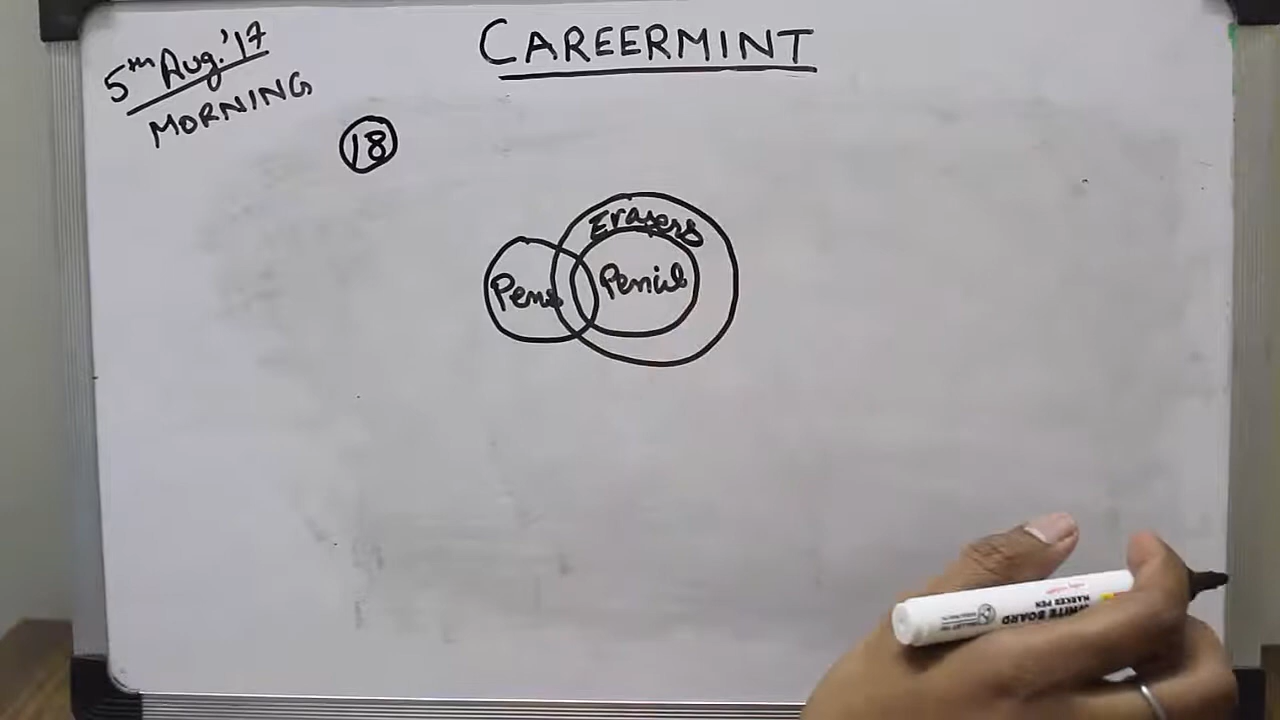 CAREERMINT
5th Aug.'17
MORNING
18
Erasers
Pens
Pencil
WHITE BOARD
MARKER PEN